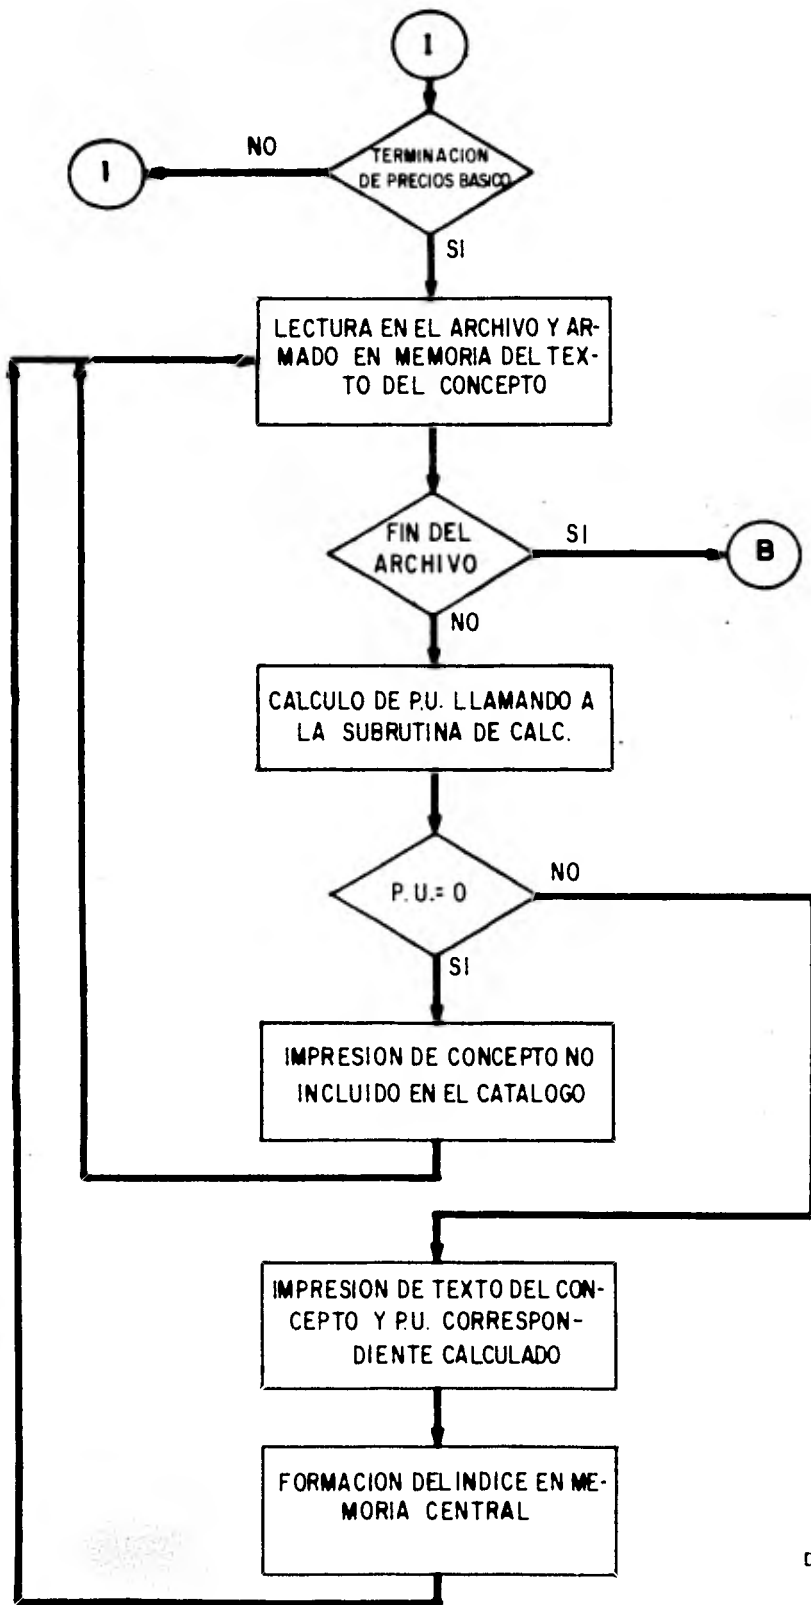 I
NO
I
TERMINACION
DE PRECIOS BASICO
SI
LECTURA EN EL ARCHIVO Y AR-
MADO EN MEMORIA DEL TEX-
TO DEL CONCEPTO
FIN DEL
ARCHIVO
SI
B
NO
CALCULO DE P.U. LLAMANDO A
LA SUBRUTINA DE CALC.
P.U.= 0
NO
SI
IMPRESION DE CONCEPTO NO
INCLUIDO EN EL CATALOGO
IMPRESION DE TEXTO DEL CON-
CEPTO Y P.U. CORRESPON-
DIENTE CALCULADO
FORMACION DEL INDICE EN ME-
MORIA CENTRAL